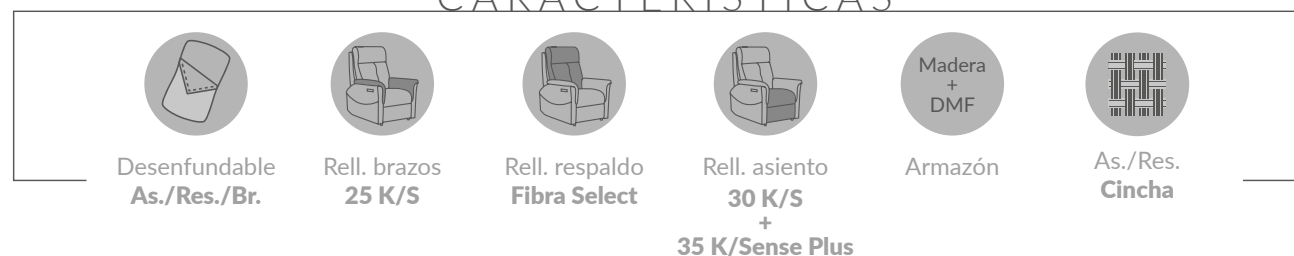 CARACTERÍSTICAS
Madera
+
DMF
Desenfundable
As./Res./Br.
Rell. brazos
25 K/S
Rell. respaldo
Fibra Select
Rell. asiento
30 K/S
+
35 K/Sense Plus
Armazón
As./Res.
Cincha